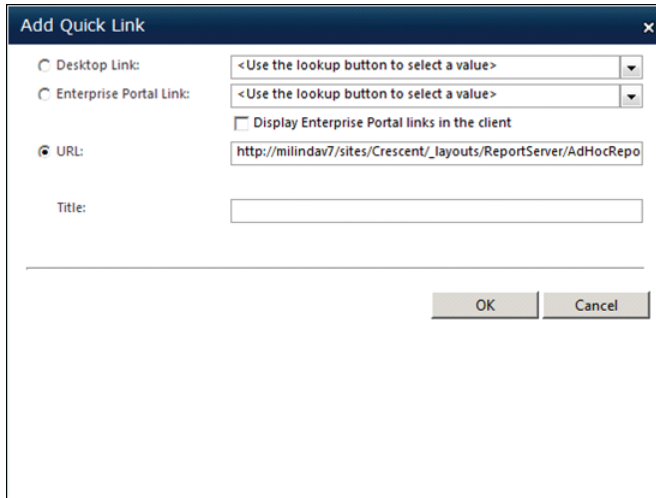 Add Quick Link
Desktop Link: <Use the lookup button to select a value>
Enterprise Portal Link: <Use the lookup button to select a value>
Display Enterprise Portal links in the client
URL: http://milindav7/sites/Crescent/_layouts/ReportServer/AdHocRepo
Title:
OK Cancel